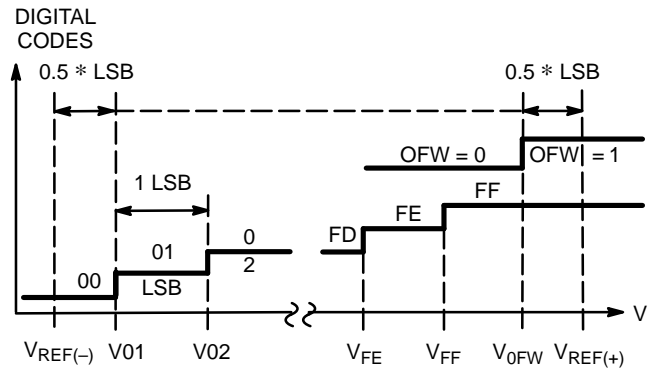 DIGITAL
CODES
0.5 * LSB
0.5 * LSB
OFW = 0
OFW = 1
1 LSB
FF
FE
FD
01
0
2
00
LSB
V
VREF(–)
V01
V02
VFE
VFF
V0FW
VREF(+)